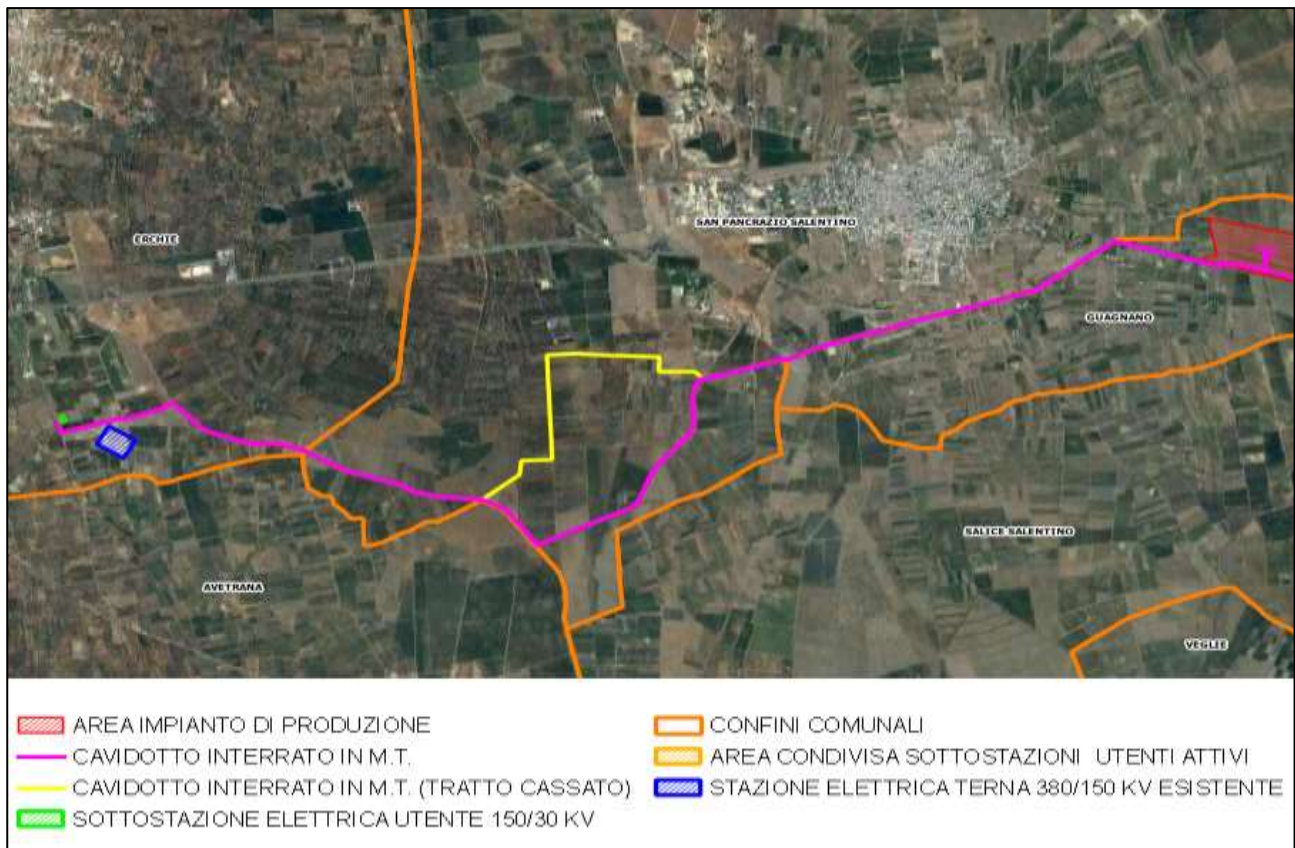 SAN PANCRAZIO SALENTINO
ERCHIE
GUAGNANO
SALICE SALENTINO
AVETRANA
VEGLIE
AREA IMPIANTO DI PRODUZIONE
CAVIDOTTO INTERRATO IN M.T.
CAVIDOTTO INTERRATO IN M.T. (TRATTO CASSATO)
SOTTOSTAZIONE ELETTRICA UTENTE 150/30 KV
CONFINI COMUNALI
AREA CONDIVISA SOTTOSTAZIONI UTENTI ATTIVI
STAZIONE ELETTRICA TERNA 380/150 KV ESISTENTE